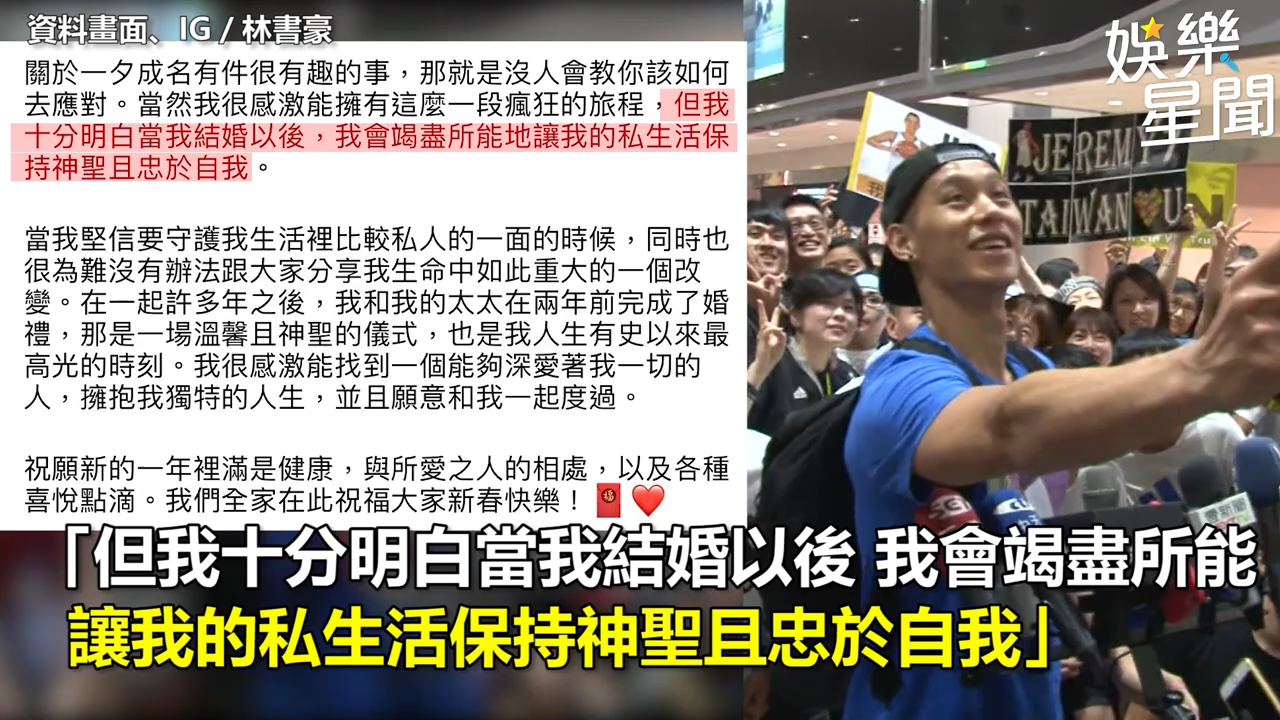 資料畫面、IG / 林書豪
娛樂
星聞
關於一夕成名有件很有趣的事，那就是沒人會教你該如何
去應對。當然我很感激能擁有這麼一段瘋狂的旅程，但我
十分明白當我結婚以後，我會竭盡所能地讓我的私生活保
持神聖且忠於自我。
當我堅信要守護我生活裡比較私人的一面的時候，同時也
很為難沒有辦法跟大家分享我生命中如此重大的一個改
變。在一起許多年之後，我和我的太太在兩年前完成了婚
禮，那是一場溫馨且神聖的儀式，也是我人生有史以來最
高光的時刻。我很感激能找到一個能夠深愛著我一切的
人，擁抱我獨特的人生，並且願意和我一起度過。
祝願新的一年裡滿是健康，與所愛之人的相處，以及各種
喜悅點滴。我們全家在此祝福大家新春快樂！🧧❤️
JEREMY 7
TAIWAN U
「但我十分明白當我結婚以後 我會竭盡所能
讓我的私生活保持神聖且忠於自我」